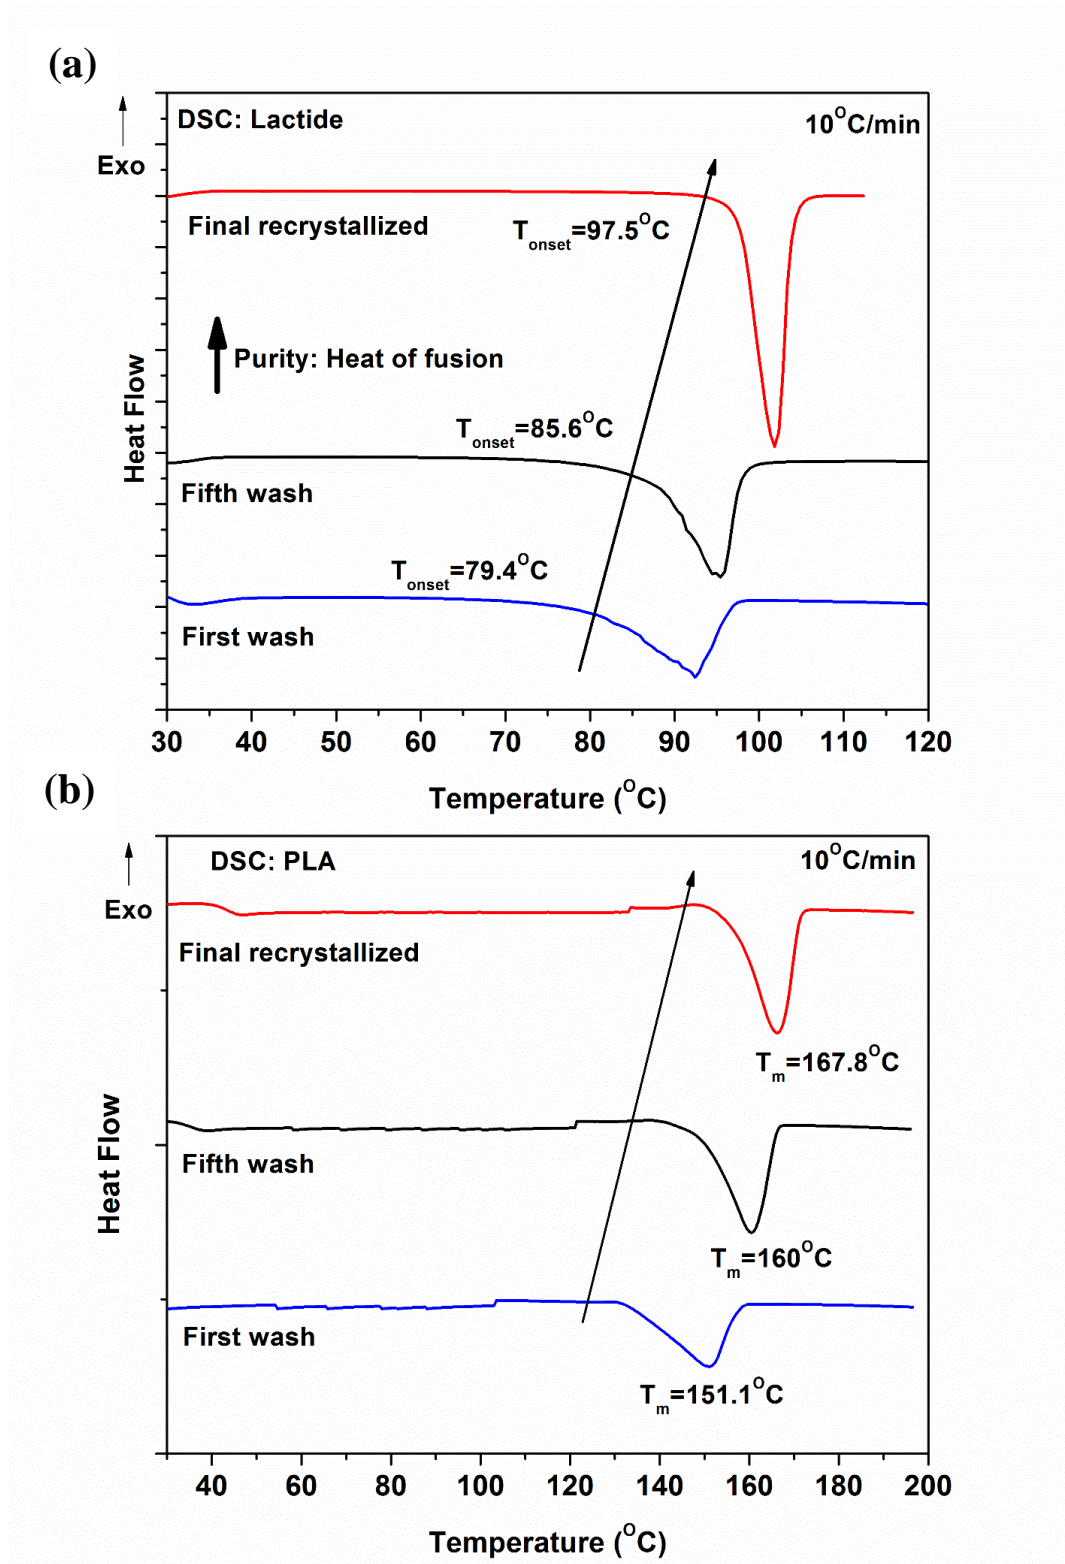 (a)
DSC: Lactide
10°C/min
Exo
Final recrystallized
Tonset=97.5°C
Purity: Heat of fusion
Heat Flow
Tonset=85.6°C
Fifth wash
Tonset=79.4°C
First wash
30 40 50 60 70 80 90 100 110 120
Temperature (°C)
(b)
DSC: PLA
10°C/min
Exo
Final recrystallized
Tm=167.8°C
Heat Flow
Fifth wash
Tm=160°C
First wash
Tm=151.1°C
40 60 80 100 120 140 160 180 200
Temperature (°C)